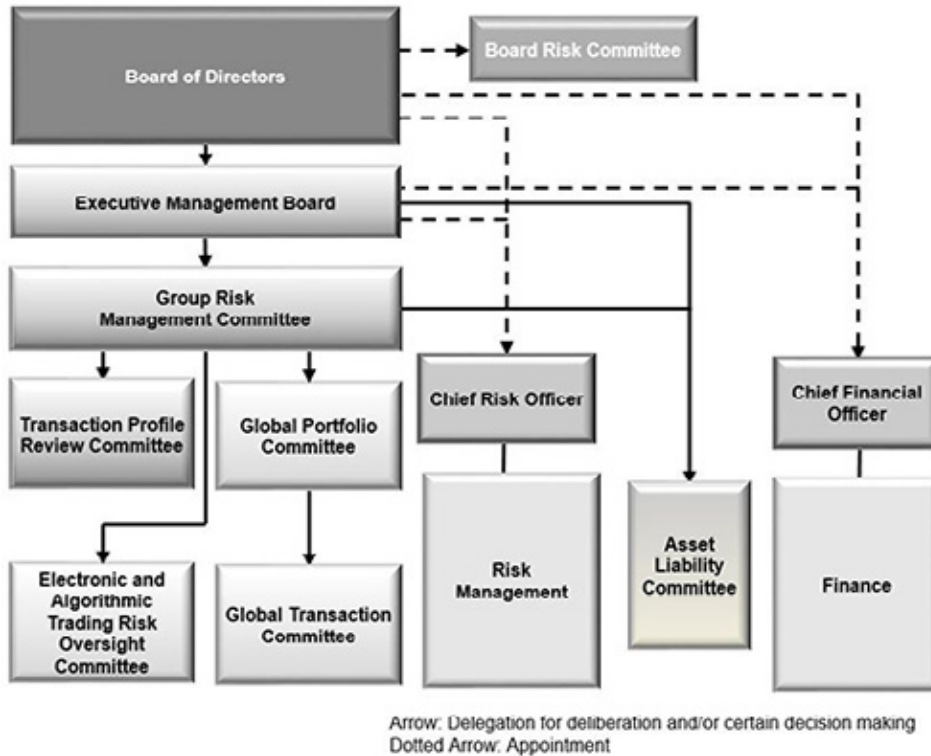 Board of Directors
Board Risk Committee
Executive Management Board
Group Risk
Management Committee
Transaction Profile
Review Committee
Global Portfolio
Committee
Chief Risk Officer
Chief Financial
Officer
Electronic and
Algorithmic
Trading Risk
Oversight
Committee
Global Transaction
Committee
Risk
Management
Asset
Liability
Committee
Finance
Arrow: Delegation for deliberation and/or certain decision making
Dotted Arrow: Appointment